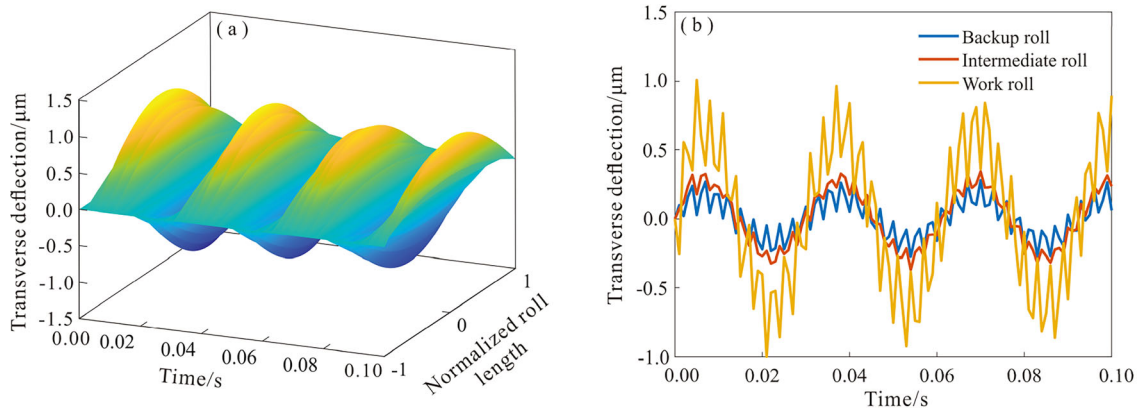 (a)
Transverse deflection/μm
1.5
1.0
0.5
0.0
-0.5
-1.0
-1.5
0.00
0.02
0.04
0.06
0.08
0.10
Time/s
-1
0
1
Normalized roll
length
(b)
Transverse deflection/μm
1.5
1.0
0.5
0.0
-0.5
-1.0
Backup roll
Intermediate roll
Work roll
0.00
0.02
0.04
0.06
0.08
0.10
Time/s